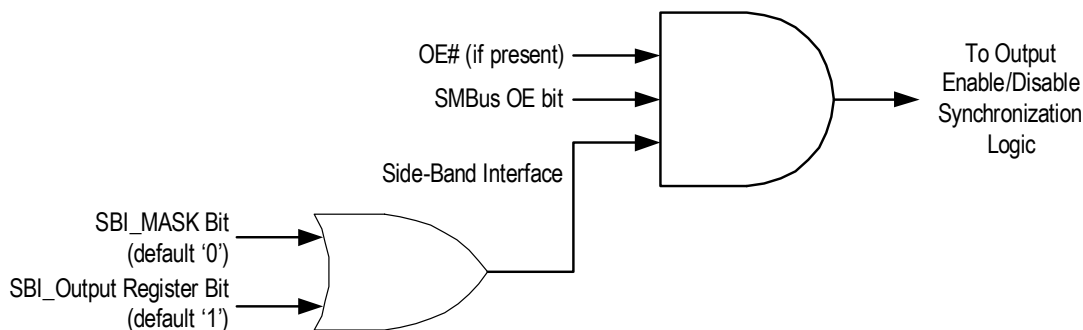 OE# (if present)
SMBus OE bit
To Output
Enable/Disable
Synchronization
Logic
Side-Band Interface
SBI_MASK Bit
(default ‘0’)
SBI_Output Register Bit
(default ‘1’)